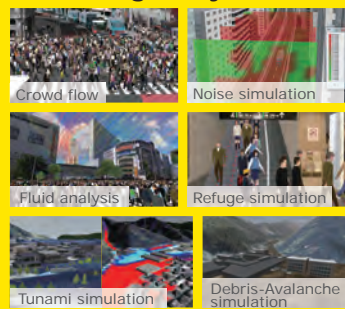 Crowd flow
Noise simulation
Fluid analysis
Refuge simulation
Tunami simulation
Debris-Avalanche
simulation